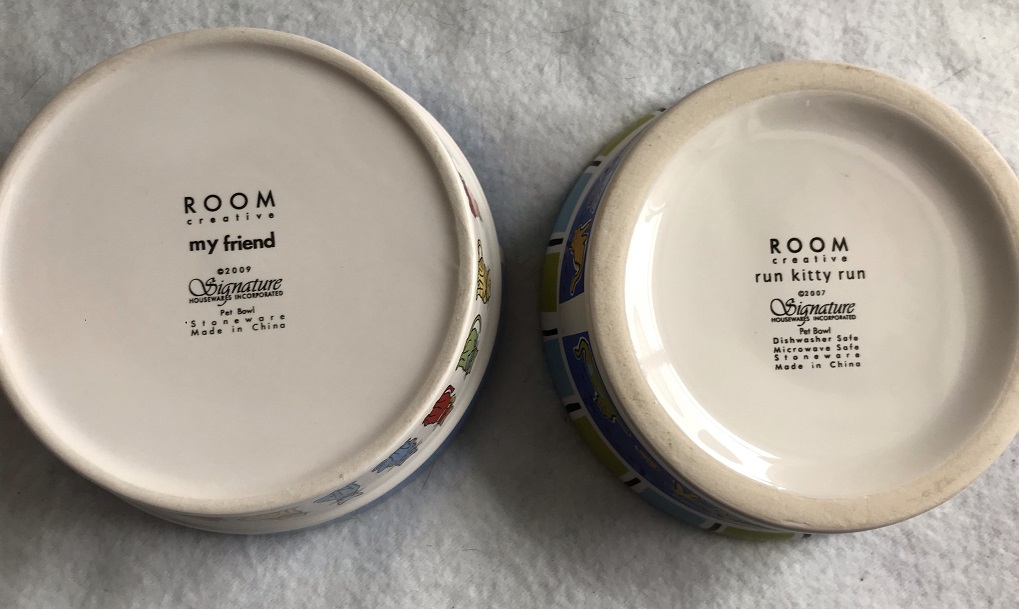 ROOM
creative
my friend
©2009
Signature
HOUSEWARES INCORPORATED
Pet Bowl
Stoneware
Made in China
ROOM
creative
run kitty run
©2007
Signature
HOUSEWARES INCORPORATED
Pet Bowl
Dishwasher Safe
Microwave Safe
Stoneware
Made in China